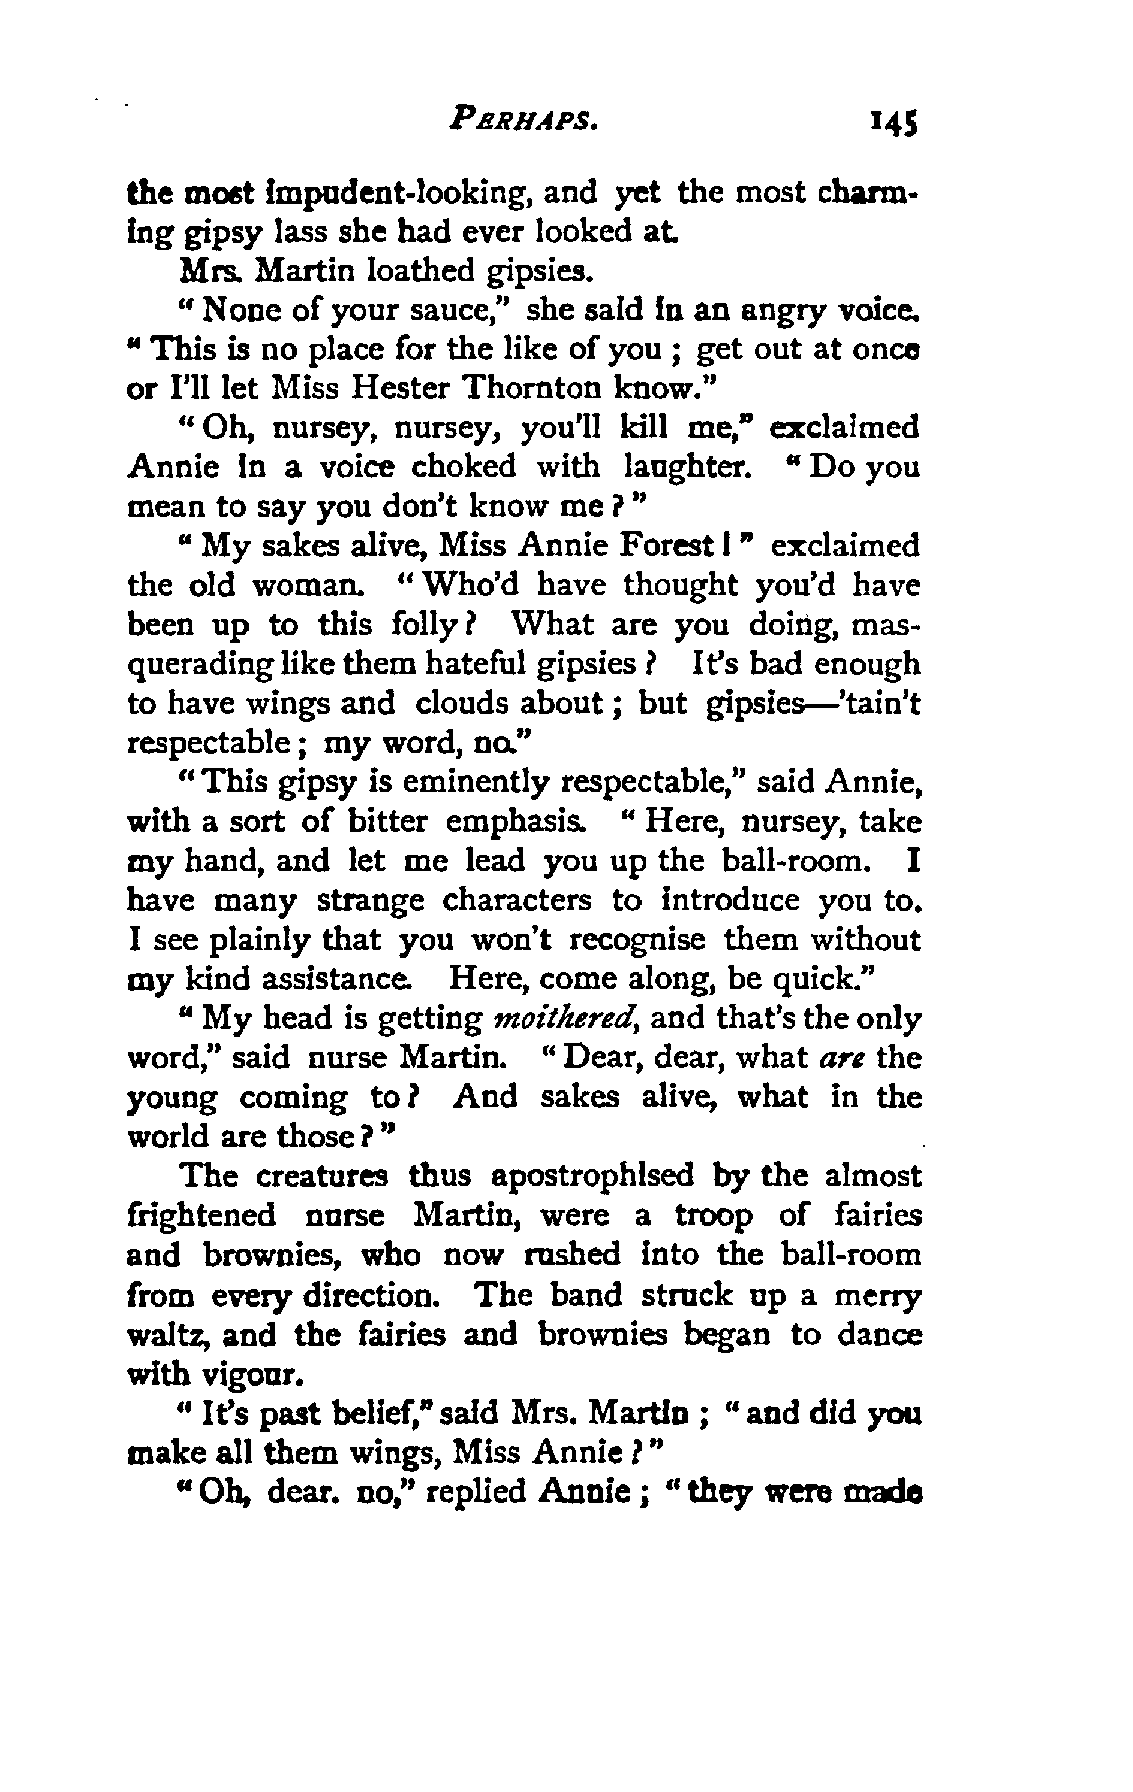 PERHAPS. 145
the most impudent-looking, and yet the most charm-
ing gipsy lass she had ever looked at.
Mrs. Martin loathed gipsies.
"None of your sauce," she said in an angry voice.
"This is no place for the like of you; get out at once
or I'll let Miss Hester Thornton know."
"Oh, nursey, nursey, you'll kill me," exclaimed
Annie in a voice choked with laughter. "Do you
mean to say you don't know me?"
"My sakes alive, Miss Annie Forest!" exclaimed
the old woman. "Who'd have thought you'd have
been up to this folly? What are you doing, mas-
querading like them hateful gipsies? It's bad enough
to have wings and clouds about; but gipsies—'tain't
respectable; my word, no."
"This gipsy is eminently respectable," said Annie,
with a sort of bitter emphasis. "Here, nursey, take
my hand, and let me lead you up the ball-room. I
have many strange characters to introduce you to.
I see plainly that you won't recognise them without
my kind assistance. Here, come along, be quick."
"My head is getting moithered, and that's the only
word," said nurse Martin. "Dear, dear, what are the
young coming to? And sakes alive, what in the
world are those?"
The creatures thus apostrophised by the almost
frightened nurse Martin, were a troop of fairies
and brownies, who now rushed into the ball-room
from every direction. The band struck up a merry
waltz, and the fairies and brownies began to dance
with vigour.
"It's past belief," said Mrs. Martin; "and did you
make all them wings, Miss Annie?"
"Oh, dear. no," replied Annie; "they were made